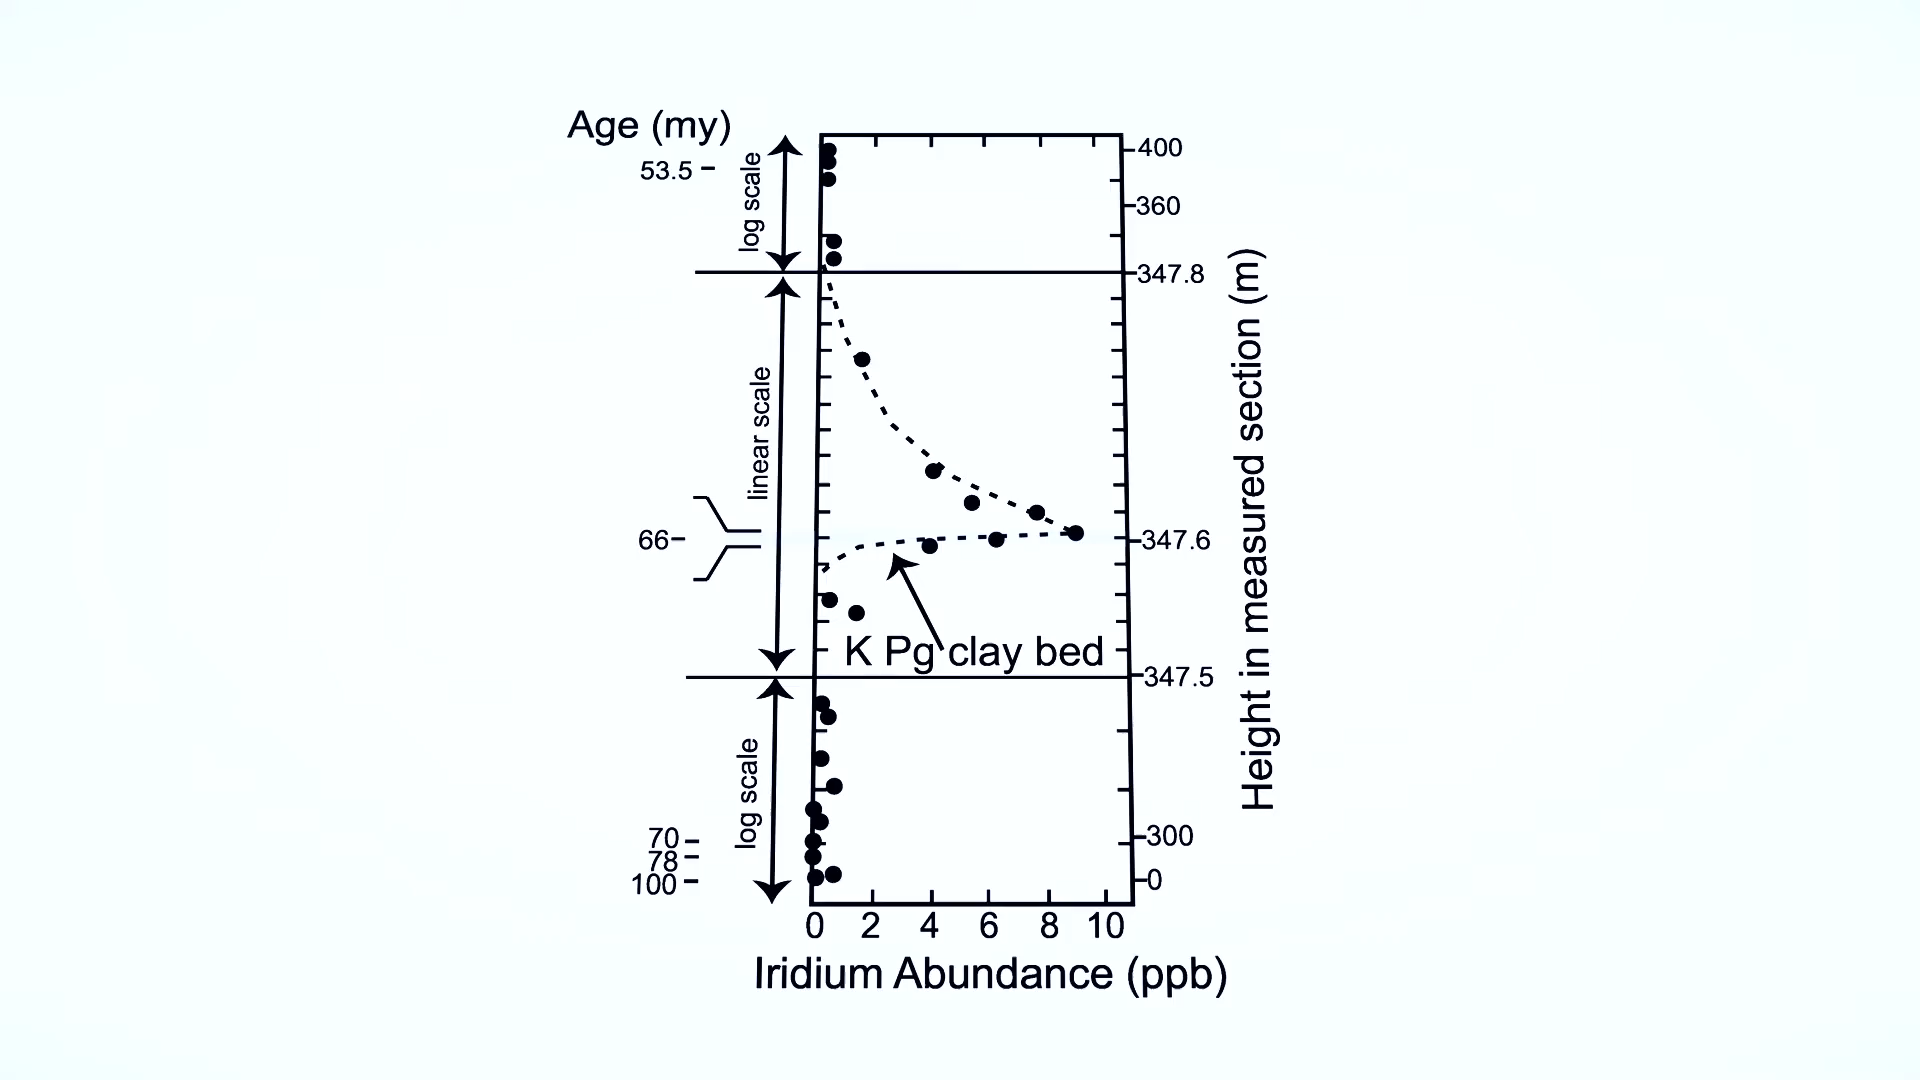 Age (my)
53.5
66
70
78
100
log scale
linear scale
log scale
400
360
347.8
347.6
347.5
300
0
Height in measured section (m)
K Pg clay bed
0 2 4 6 8 10
Iridium Abundance (ppb)